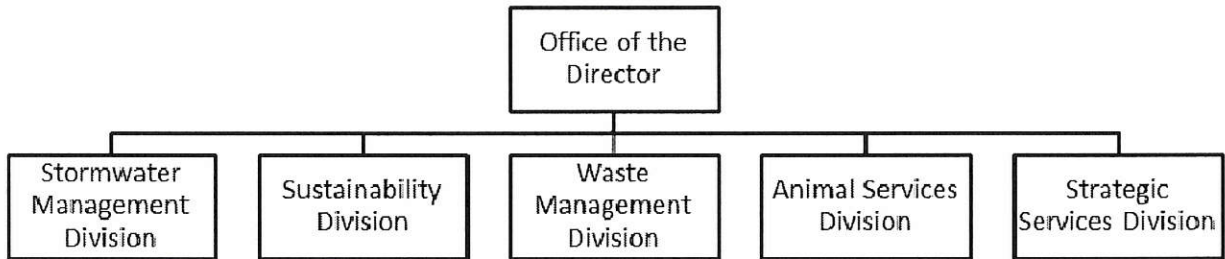 Office of the
Director
Stormwater
Management
Division
Sustainability
Division
Waste
Management
Division
Animal Services
Division
Strategic
Services Division